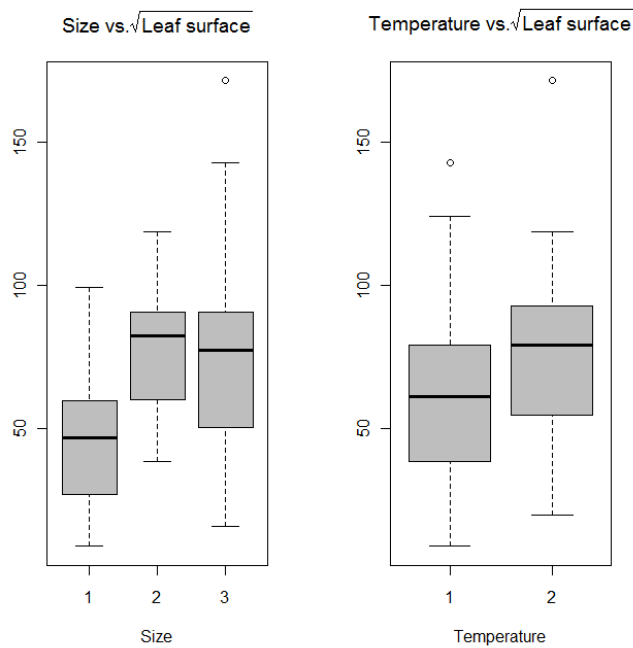 Size vs.√Leaf surface
150
100
50
1 2 3
Size
Temperature vs.√Leaf surface
150
100
50
1 2
Temperature